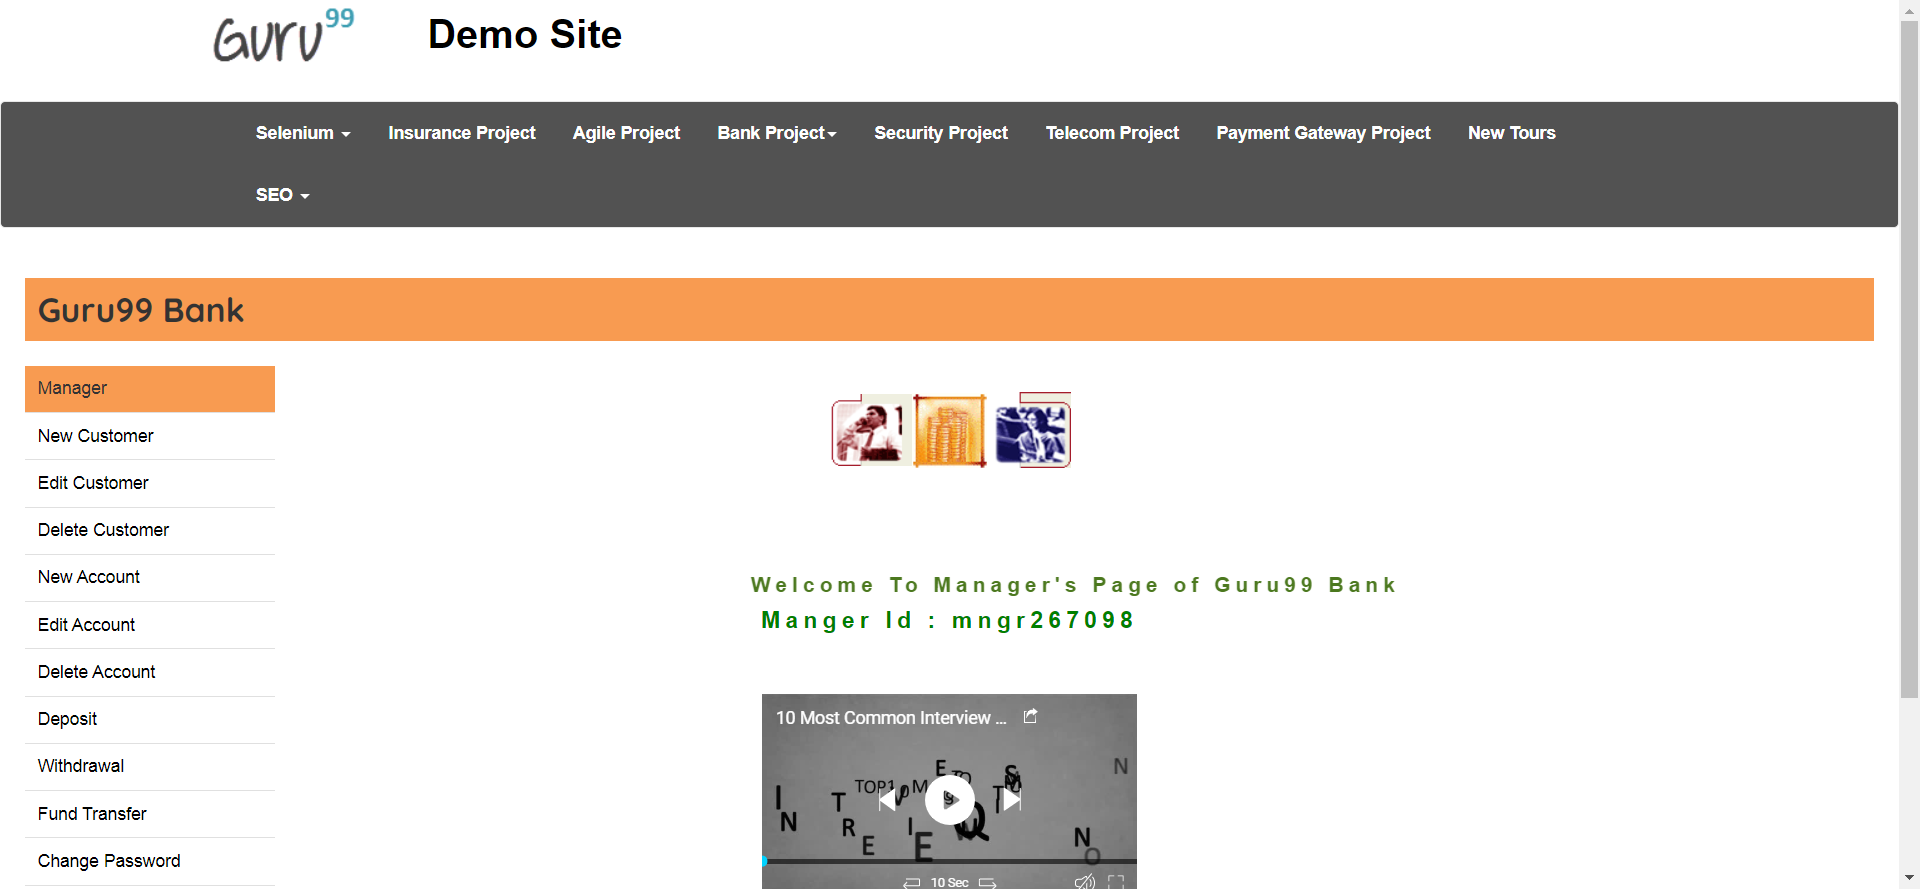 Guru99
Demo Site
Selenium
Insurance Project
Agile Project
Bank Project
Security Project
Telecom Project
Payment Gateway Project
New Tours
SEO
Guru99 Bank
Manager
New Customer
Edit Customer
Delete Customer
New Account
Edit Account
Delete Account
Deposit
Withdrawal
Fund Transfer
Change Password
Welcome To Manager's Page of Guru99 Bank
Manger Id : mngr267098
10 Most Common Interview ...
10 Sec